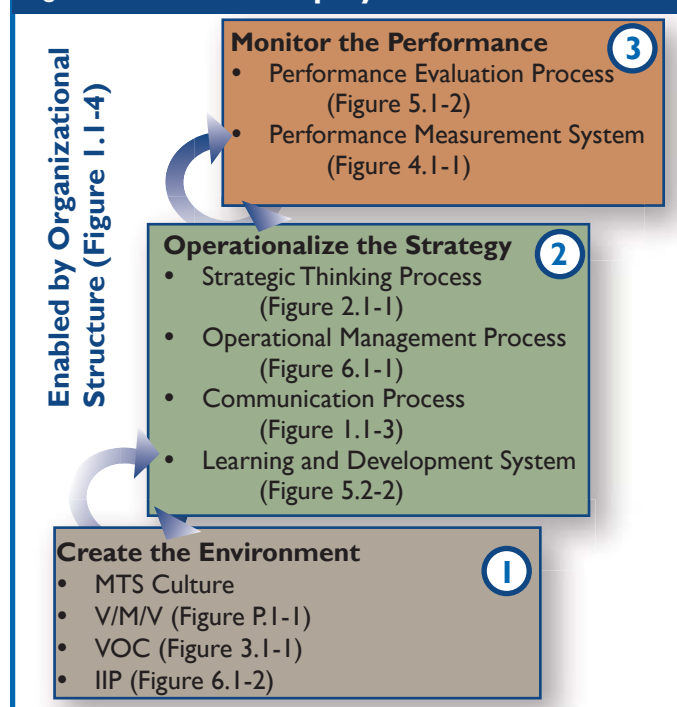 Enabled by Organizational
Structure (Figure 1.1-4)
Monitor the Performance
3
• Performance Evaluation Process
(Figure 5.1-2)
• Performance Measurement System
(Figure 4.1-1)
Operationalize the Strategy
2
• Strategic Thinking Process
(Figure 2.1-1)
• Operational Management Process
(Figure 6.1-1)
• Communication Process
(Figure 1.1-3)
• Learning and Development System
(Figure 5.2-2)
Create the Environment
1
• MTS Culture
• V/M/V (Figure P.1-1)
• VOC (Figure 3.1-1)
• IIP (Figure 6.1-2)